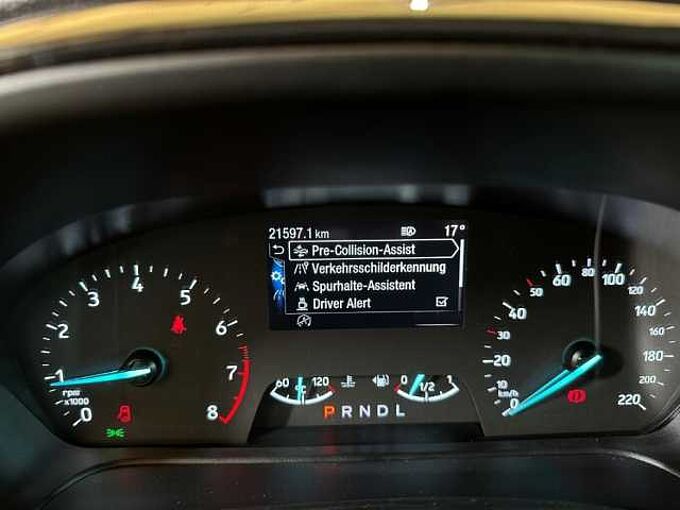 21597.1 km 17°
Pre-Collision-Assist
Verkehrsschilderkennung
Spurhalte-Assistent
Driver Alert
0 1 2 3 4 5 6 7 8
rpm
x1000
60 °C 120
0 1/2 1
P R N D L
0 10 20 30 40 50 60 80 100 120 140 160 180 200 220
km/h